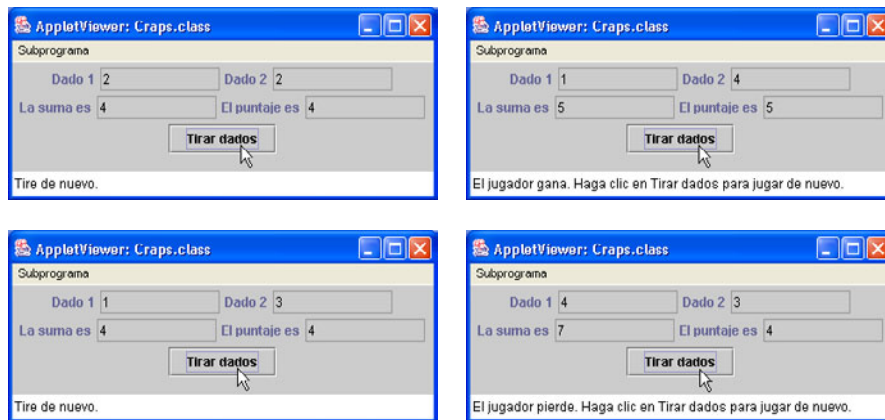 AppletViewer: Craps.class
Subprograma
Dado 1 2 Dado 2 2
La suma es 4 El puntaje es 4
Tirar dados
Tire de nuevo.
AppletViewer: Craps.class
Subprograma
Dado 1 1 Dado 2 4
La suma es 5 El puntaje es 5
Tirar dados
El jugador gana. Haga clic en Tirar dados para jugar de nuevo.
AppletViewer: Craps.class
Subprograma
Dado 1 1 Dado 2 3
La suma es 4 El puntaje es 4
Tirar dados
Tire de nuevo.
AppletViewer: Craps.class
Subprograma
Dado 1 4 Dado 2 3
La suma es 7 El puntaje es 4
Tirar dados
El jugador pierde. Haga clic en Tirar dados para jugar de nuevo.